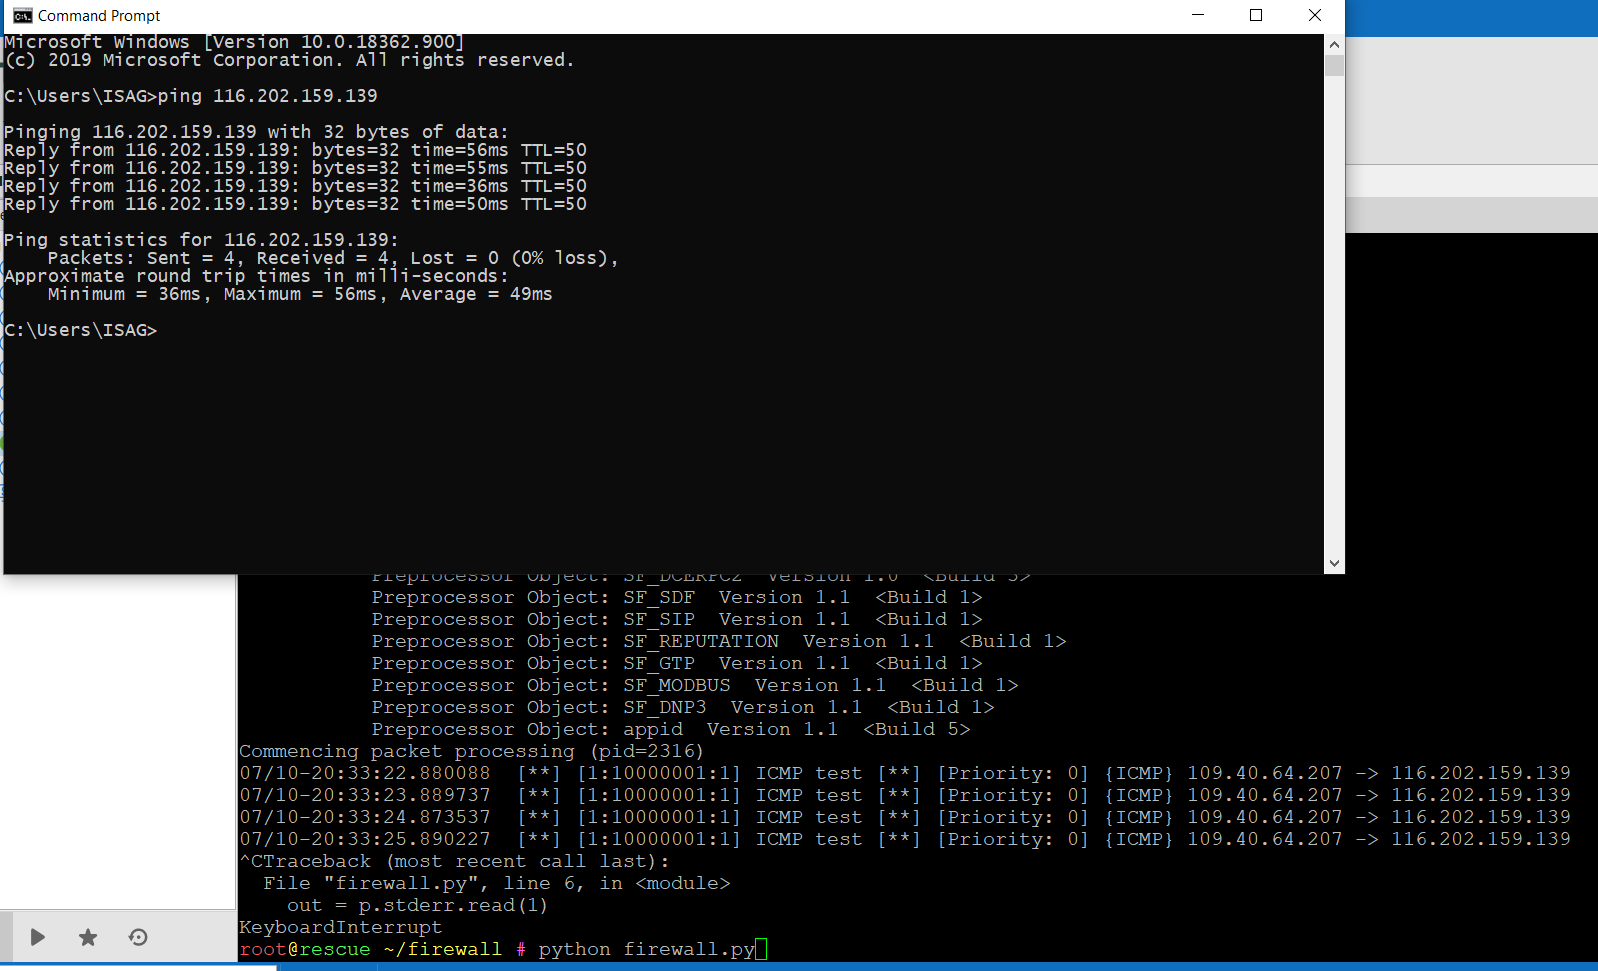 Command Prompt
Microsoft Windows [Version 10.0.18362.900]
(c) 2019 Microsoft Corporation. All rights reserved.
C:\Users\ISAG>ping 116.202.159.139
Pinging 116.202.159.139 with 32 bytes of data:
Reply from 116.202.159.139: bytes=32 time=56ms TTL=50
Reply from 116.202.159.139: bytes=32 time=55ms TTL=50
Reply from 116.202.159.139: bytes=32 time=36ms TTL=50
Reply from 116.202.159.139: bytes=32 time=50ms TTL=50
Ping statistics for 116.202.159.139:
Packets: Sent = 4, Received = 4, Lost = 0 (0% loss),
Approximate round trip times in milli-seconds:
Minimum = 36ms, Maximum = 56ms, Average = 49ms
C:\Users\ISAG>
Preprocessor Object: SF_DCERPC2  Version 1.0  <Build 3>
Preprocessor Object: SF_SDF  Version 1.1  <Build 1>
Preprocessor Object: SF_SIP  Version 1.1  <Build 1>
Preprocessor Object: SF_REPUTATION  Version 1.1  <Build 1>
Preprocessor Object: SF_GTP  Version 1.1  <Build 1>
Preprocessor Object: SF_MODBUS  Version 1.1  <Build 1>
Preprocessor Object: SF_DNP3  Version 1.1  <Build 1>
Preprocessor Object: appid  Version 1.1  <Build 5>
Commencing packet processing (pid=2316)
07/10-20:33:22.880088  [**] [1:10000001:1] ICMP test [**] [Priority: 0] {ICMP} 109.40.64.207 -> 116.202.159.139
07/10-20:33:23.889737  [**] [1:10000001:1] ICMP test [**] [Priority: 0] {ICMP} 109.40.64.207 -> 116.202.159.139
07/10-20:33:24.873537  [**] [1:10000001:1] ICMP test [**] [Priority: 0] {ICMP} 109.40.64.207 -> 116.202.159.139
07/10-20:33:25.890227  [**] [1:10000001:1] ICMP test [**] [Priority: 0] {ICMP} 109.40.64.207 -> 116.202.159.139
^CTraceback (most recent call last):
File "firewall.py", line 6, in <module>
out = p.stderr.read(1)
KeyboardInterrupt
root@rescue ~/firewall # python firewall.py